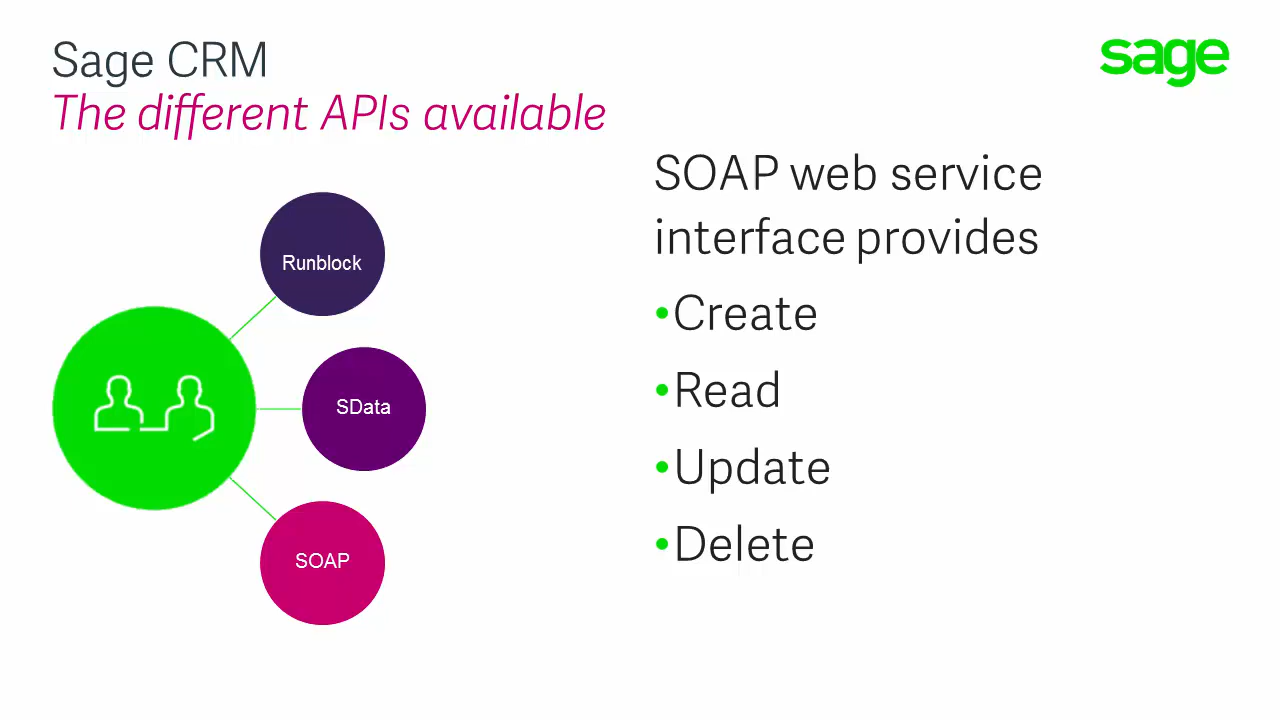 Sage CRM
The different APIs available
sage
Runblock
SData
SOAP
SOAP web service
interface provides
•Create
•Read
•Update
•Delete